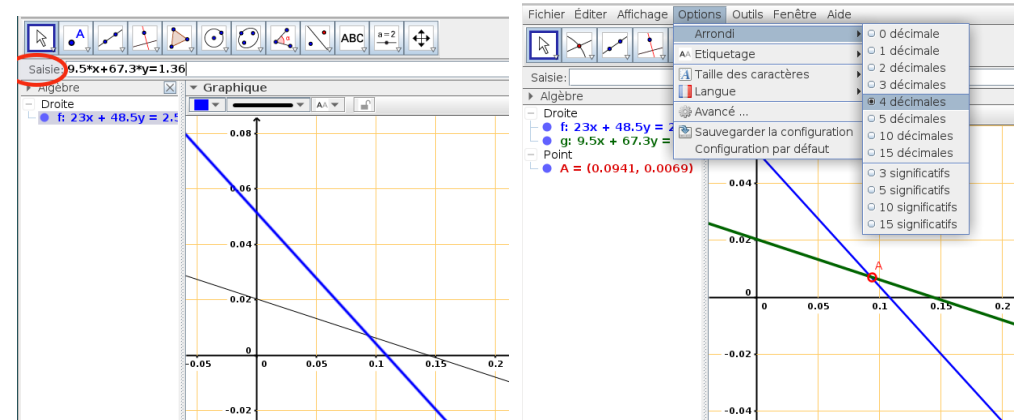 ABC a=2
Saisie: 9.5*x+67.3*y=1.36
Algèbre
Graphique
Droite
f: 23x + 48.5y = 2.5
AA
0.08
0.06
0.04
0.02
0
-0.05 0 0.05 0.1 0.15 0.2
-0.02
Fichier Éditer Affichage Options Outils Fenêtre Aide
Saisie:
Algèbre
Droite
f: 23x + 48.5y = 2
g: 9.5x + 67.3y =
Point
A = (0.0941, 0.0069)
Arrondi
AA Etiquetage
A Taille des caractères
Langue
Avancé ...
Sauvegarder la configuration
Configuration par défaut
0 décimale
1 décimale
2 décimales
3 décimales
4 décimales
5 décimales
10 décimales
15 décimales
3 significatifs
5 significatifs
10 significatifs
15 significatifs
0.04
0.02
A
0
0 0.05 0.1 0.15 0.2
-0.02
-0.04